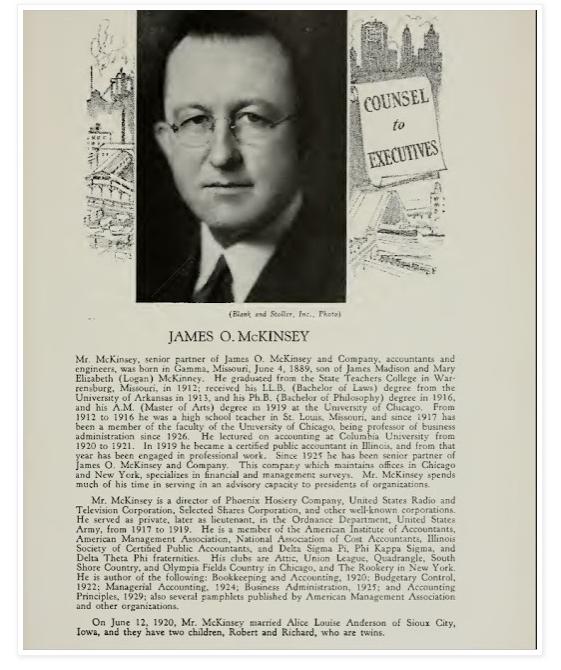 COUNSEL
to
EXECUTIVES
(Blank and Stoller, Inc., Photo)
JAMES O. McKINSEY
Mr. McKinsey, senior partner of James O. McKinsey and Company, accountants and
engineers, was born in Gamma, Missouri, June 4, 1889, son of James Madison and Mary
Elizabeth (Logan) McKinney. He graduated from the State Teachers College in War-
rensburg, Missouri, in 1912; received his LL.B. (Bachelor of Laws) degree from the
University of Arkansas in 1913, and his Ph.B. (Bachelor of Philosophy) degree in 1916,
and his A.M. (Master of Arts) degree in 1919 at the University of Chicago. From
1912 to 1916 he was a high school teacher in St. Louis, Missouri, and since 1917 has
been a member of the faculty of the University of Chicago, being professor of business
administration since 1926. He lectured on accounting at Columbia University from
1920 to 1921. In 1919 he became a certified public accountant in Illinois, and from that
year has been engaged in professional work. Since 1925 he has been senior partner of
James O. McKinsey and Company. This company which maintains offices in Chicago
and New York, specializes in financial and management surveys. Mr. McKinsey spends
much of his time in serving in an advisory capacity to presidents of organizations.
Mr. McKinsey is a director of Phoenix Hosiery Company, United States Radio and
Television Corporation, Selected Shares Corporation, and other well-known corporations.
He served as private, later as lieutenant, in the Ordnance Department, United States
Army, from 1917 to 1919. He is a member of the American Institute of Accountants,
American Management Association, National Association of Cost Accountants, Illinois
Society of Certified Public Accountants, and Delta Sigma Pi, Phi Kappa Sigma, and
Delta Theta Phi fraternities. His clubs are Attic, Union League, Quadrangle, South
Shore Country, and Olympia Fields Country in Chicago, and The Rookery in New York.
He is author of the following: Bookkeeping and Accounting, 1920; Budgetary Control,
1922; Managerial Accounting, 1924; Business Administration, 1925; and Accounting
Principles, 1929; also several pamphlets published by American Management Association
and other organizations.
On June 12, 1920, Mr. McKinsey married Alice Louise Anderson of Sioux City,
Iowa, and they have two children, Robert and Richard, who are twins.